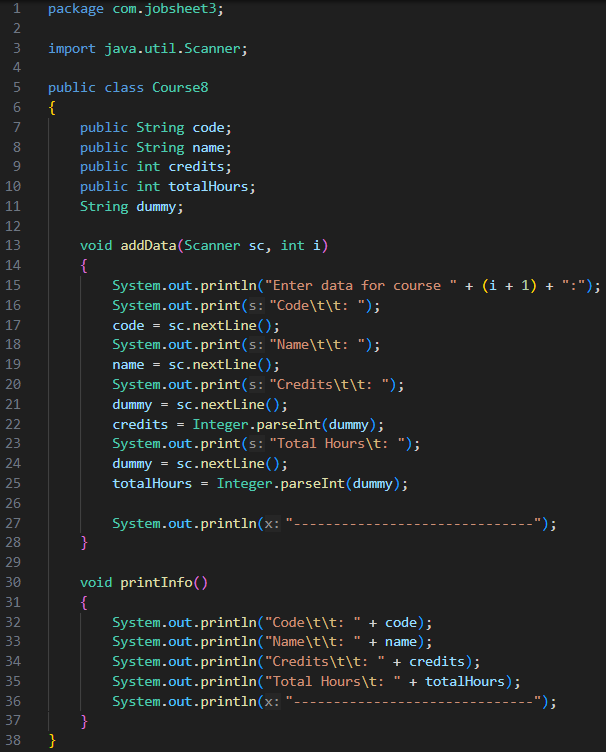 1 package com.jobsheet3;
2
3 import java.util.Scanner;
4
5 public class Course8
6 {
7     public String code;
8     public String name;
9     public int credits;
10     public int totalHours;
11     String dummy;
12
13     void addData(Scanner sc, int i)
14     {
15         System.out.println("Enter data for course " + (i + 1) + ":");
16         System.out.print(s: "Code\t\t: ");
17         code = sc.nextLine();
18         System.out.print(s: "Name\t\t: ");
19         name = sc.nextLine();
20         System.out.print(s: "Credits\t\t: ");
21         dummy = sc.nextLine();
22         credits = Integer.parseInt(dummy);
23         System.out.print(s: "Total Hours\t: ");
24         dummy = sc.nextLine();
25         totalHours = Integer.parseInt(dummy);
26
27         System.out.println(x: "------------------------------");
28     }
29
30     void printInfo()
31     {
32         System.out.println("Code\t\t: " + code);
33         System.out.println("Name\t\t: " + name);
34         System.out.println("Credits\t\t: " + credits);
35         System.out.println("Total Hours\t: " + totalHours);
36         System.out.println(x: "------------------------------");
37     }
38 }